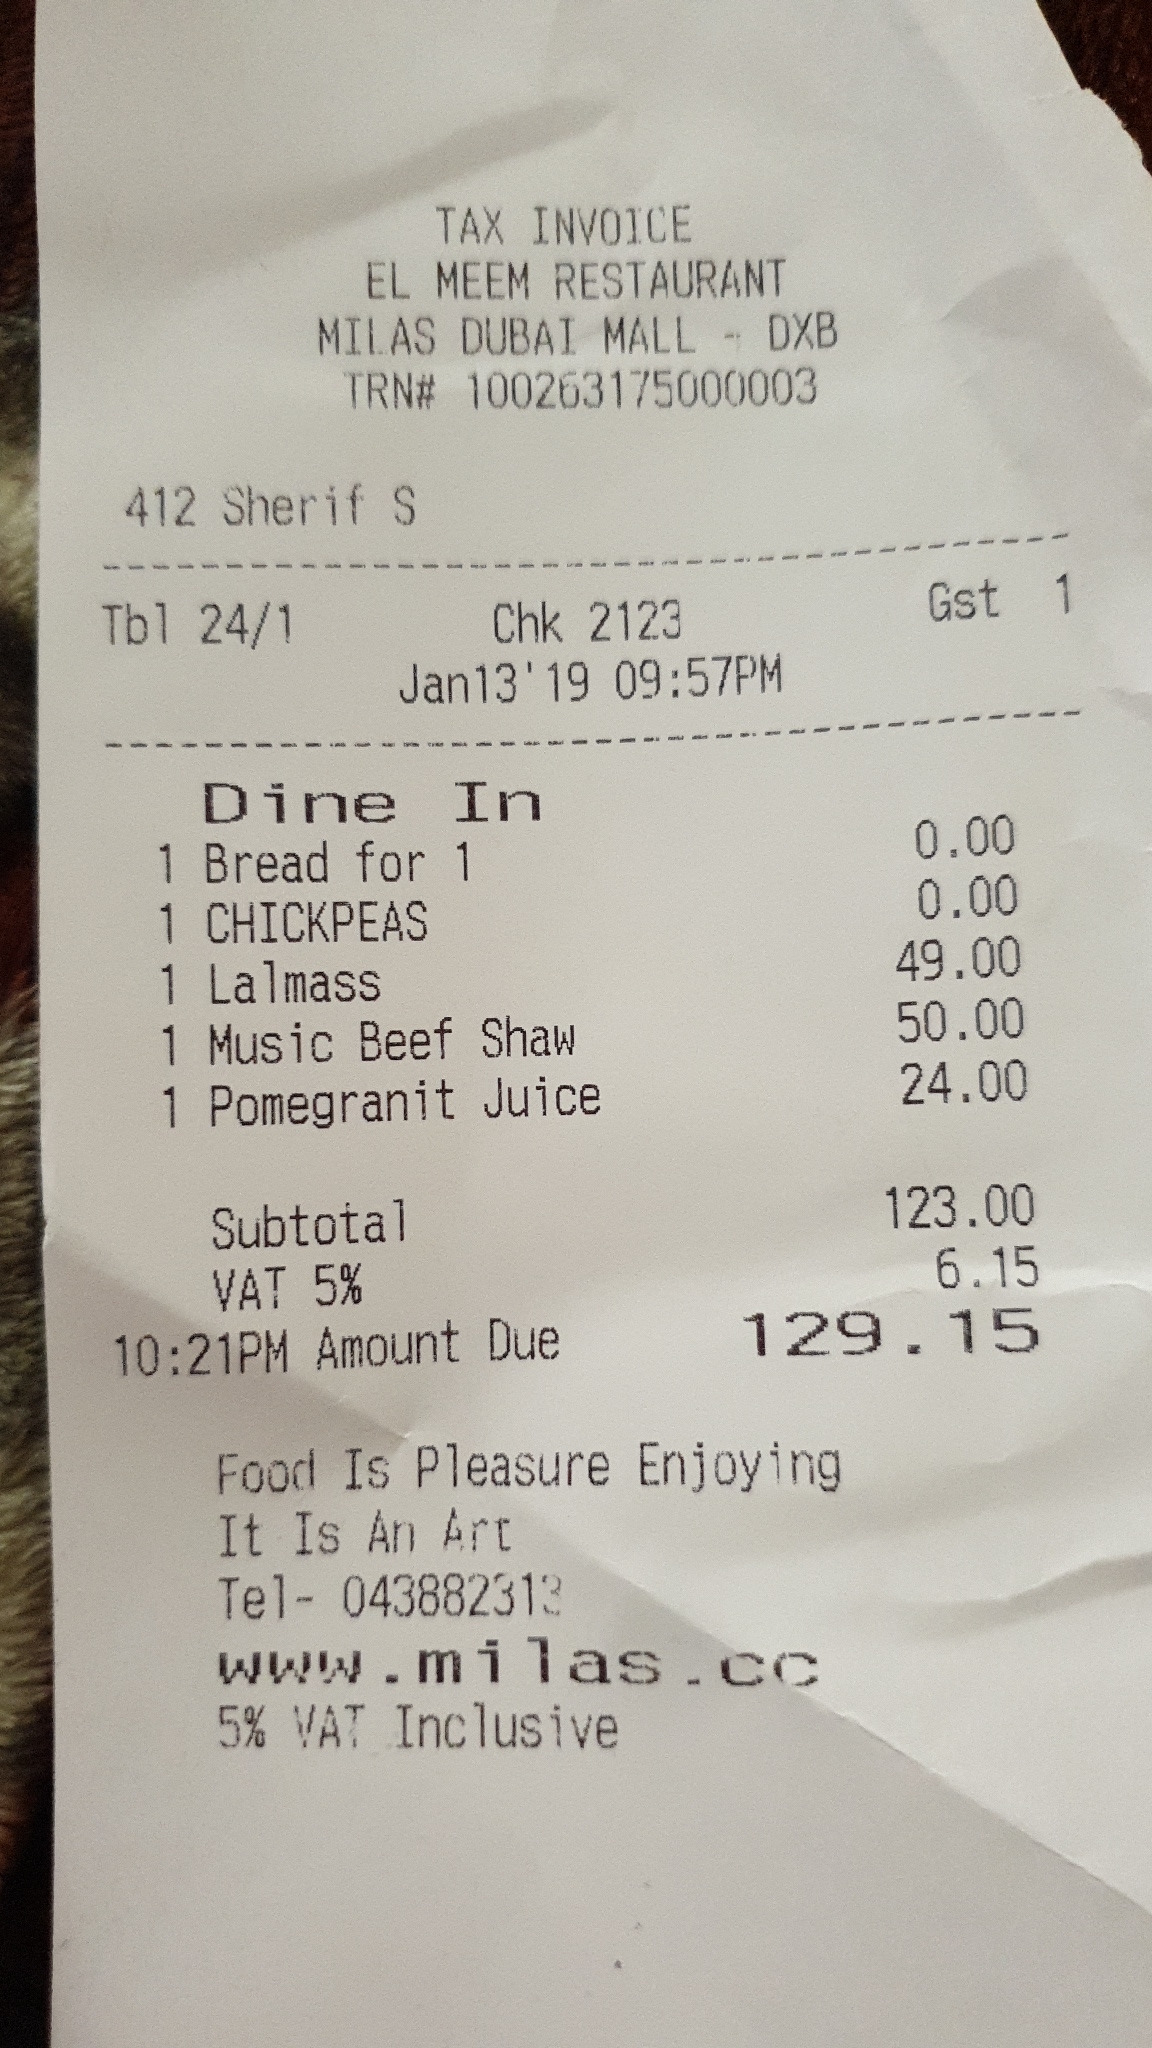 TAX INVOICE
EL MEEM RESTAURANT
MILAS DUBAI MALL - DXB
TRN# 100263175000003
412 Sherif S
Tbl 24/1 Chk 2123 Gst 1
Jan13'19 09:57PM
Dine In
1 Bread for 1 0.00
1 CHICKPEAS 0.00
1 Lalmass 49.00
1 Music Beef Shaw 50.00
1 Pomegranit Juice 24.00
Subtotal 123.00
VAT 5% 6.15
10:21PM Amount Due 129.15
Food Is Pleasure Enjoying
It Is An Art
Tel- 043882313
www.milas.cc
5% VAT Inclusive